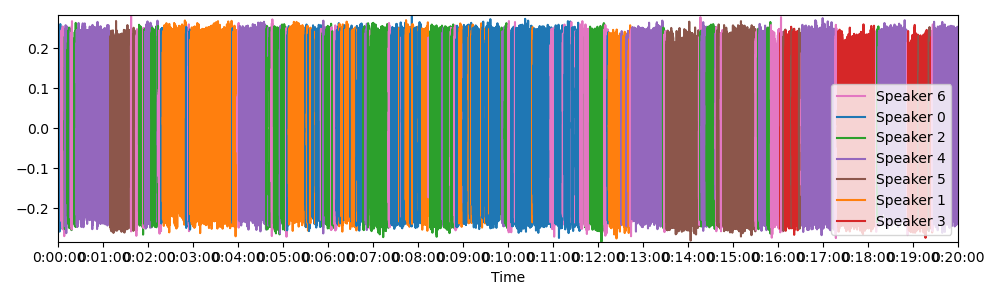 0.2
0.1
0.0
−0.1
−0.2
Speaker 6
Speaker 0
Speaker 2
Speaker 4
Speaker 5
Speaker 1
Speaker 3
0:00:00 0:01:00 0:02:00 0:03:00 0:04:00 0:05:00 0:06:00 0:07:00 0:08:00 0:09:00 0:10:00 0:11:00 0:12:00 0:13:00 0:14:00 0:15:00 0:16:00 0:17:00 0:18:00 0:19:00 0:20:00
Time